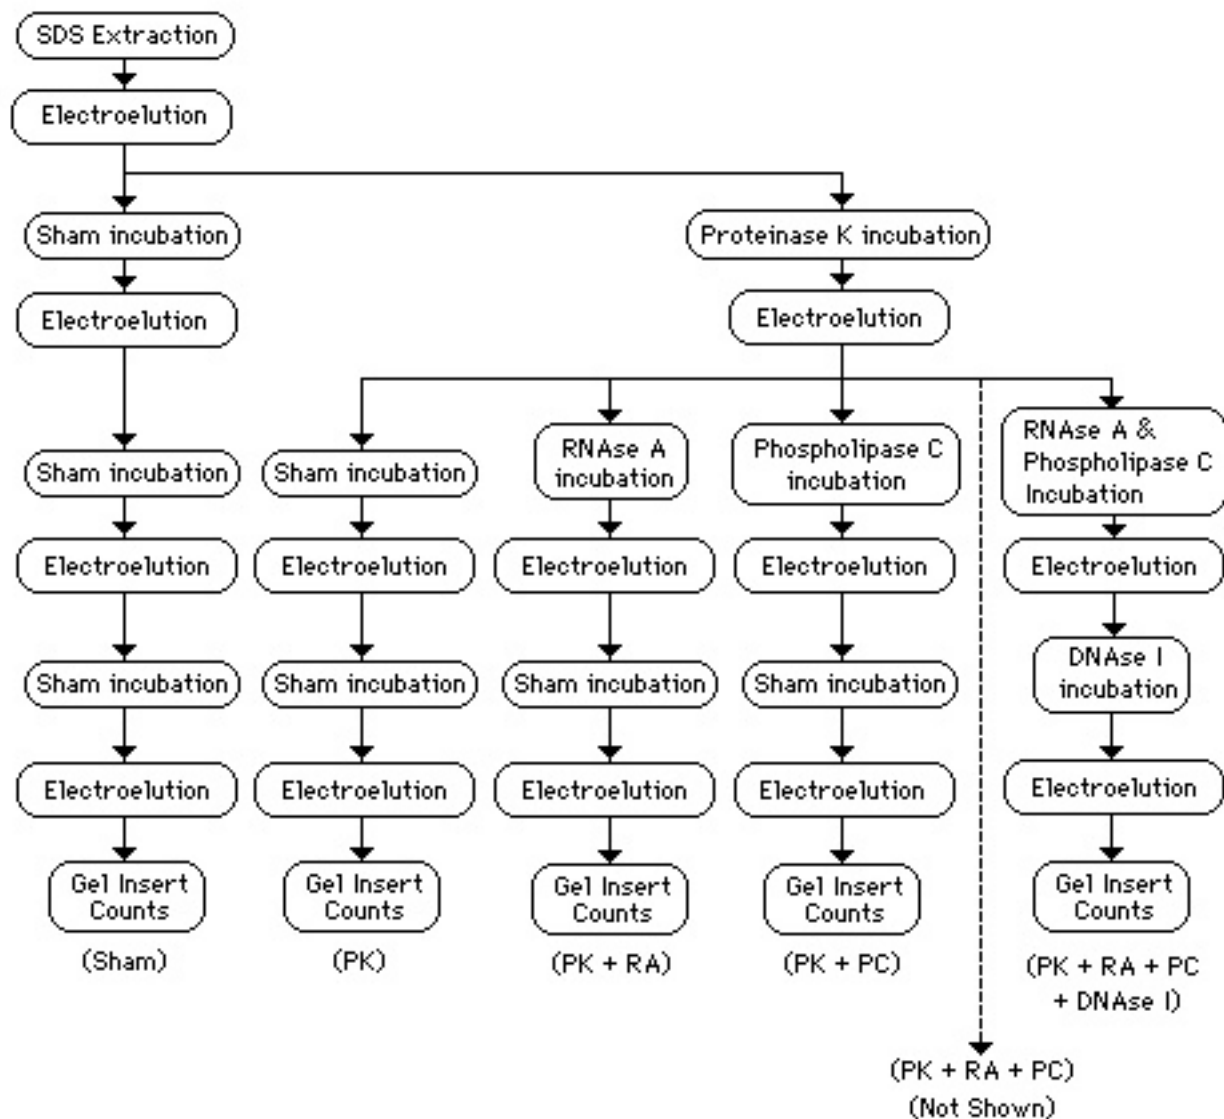 SDS Extraction
Electroelution
Sham incubation
Proteinase K incubation
Electroelution
Electroelution
Sham incubation
Sham incubation
RNAse A
incubation
Phospholipase C
incubation
RNAse A &
Phospholipase C
Incubation
Electroelution
Electroelution
Electroelution
Electroelution
Electroelution
Sham incubation
Sham incubation
Sham incubation
Sham incubation
DNAse I
incubation
Electroelution
Electroelution
Electroelution
Electroelution
Electroelution
Gel Insert
Counts
Gel Insert
Counts
Gel Insert
Counts
Gel Insert
Counts
Gel Insert
Counts
(Sham)
(PK)
(PK + RA)
(PK + PC)
(PK + RA + PC
+ DNAse I)
(PK + RA + PC)
(Not Shown)